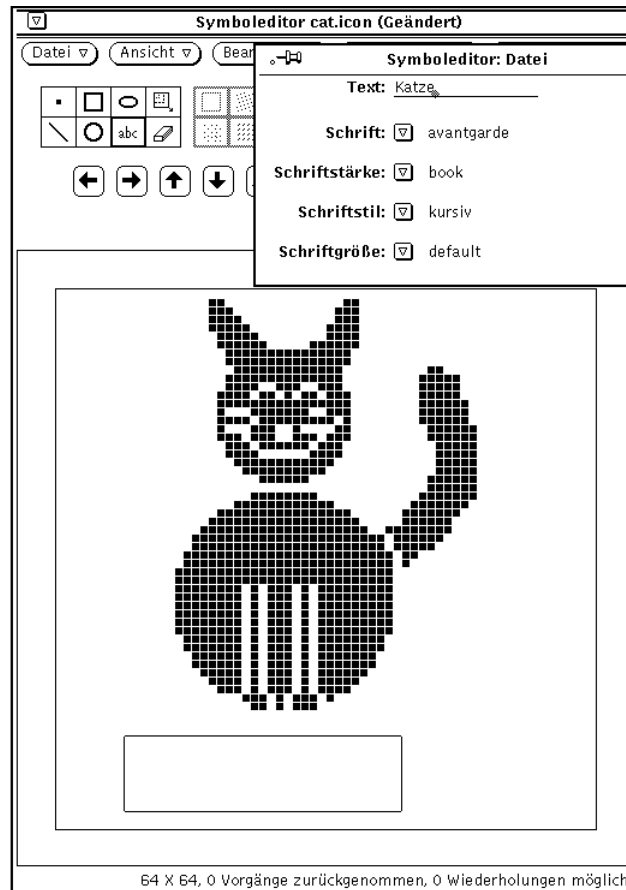 Symboleditor cat.icon (Geändert)
Datei
Ansicht
Symboleditor: Datei
Text: Katze
abc
Schrift: avantgarde
Schriftstärke: book
Schriftstil: kursiv
Schriftgröße: default
64 X 64, 0 Vorgänge zurückgenommen, 0 Wiederholungen möglich